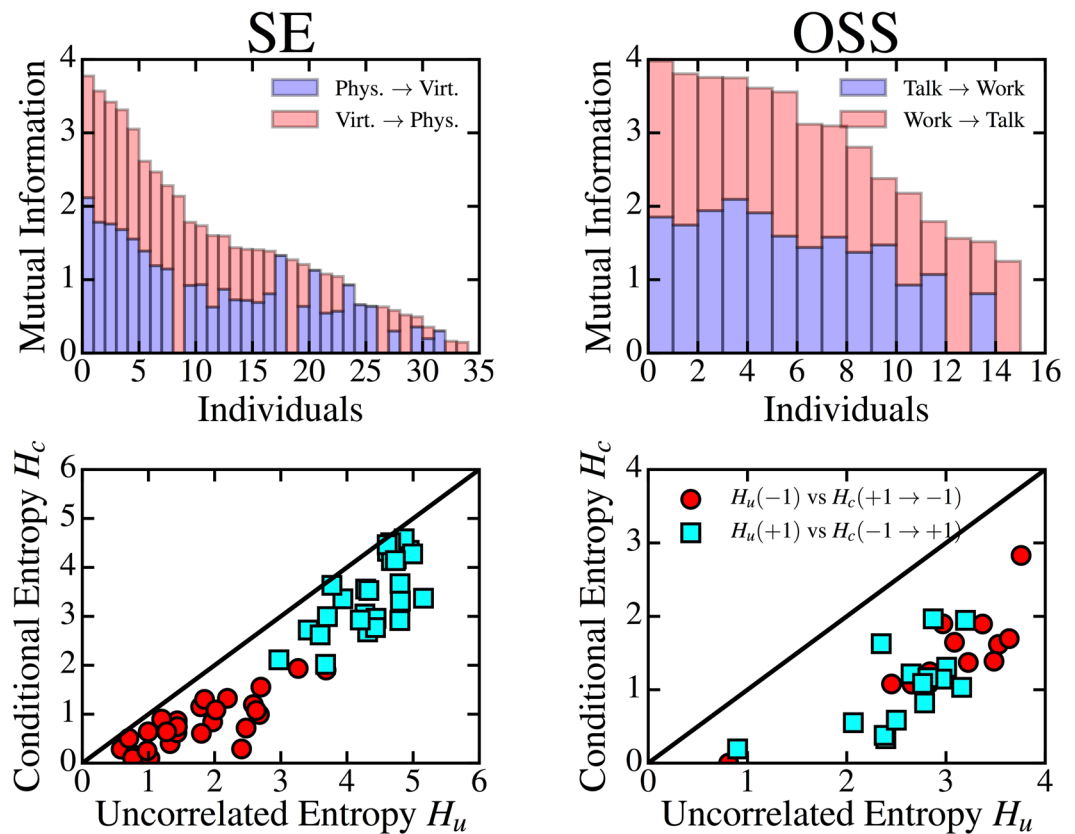 SE
OSS
Mutual Information
4
3
2
1
0
Phys. → Virt.
Virt. → Phys.
0 5 10 15 20 25 30 35
Individuals
Mutual Information
4
3
2
1
0
Talk → Work
Work → Talk
0 2 4 6 8 10 12 14 16
Individuals
Conditional Entropy H_c
6
5
4
3
2
1
0
0 1 2 3 4 5 6
Uncorrelated Entropy H_u
Conditional Entropy H_c
4
3
2
1
0
H_u(−1) vs H_c(+1 → −1)
H_u(+1) vs H_c(−1 → +1)
0 1 2 3 4
Uncorrelated Entropy H_u